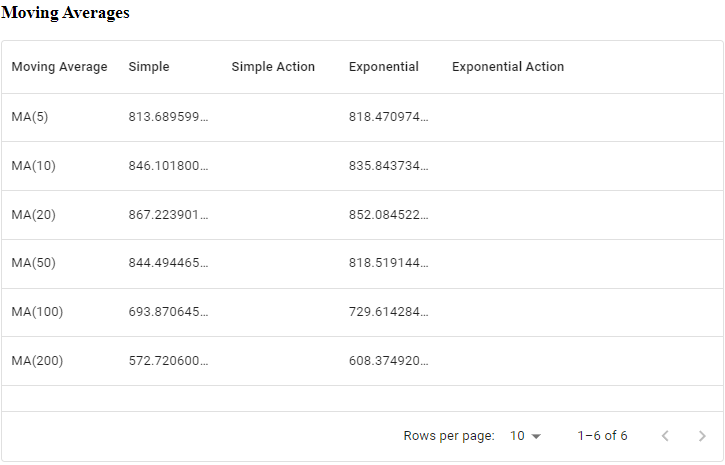 Moving Averages
Moving Average Simple Simple Action Exponential Exponential Action
MA(5) 813.689599... 818.470974...
MA(10) 846.101800... 835.843734...
MA(20) 867.223901... 852.084522...
MA(50) 844.494465... 818.519144...
MA(100) 693.870645... 729.614284...
MA(200) 572.720600... 608.374920...
Rows per page: 10 1–6 of 6